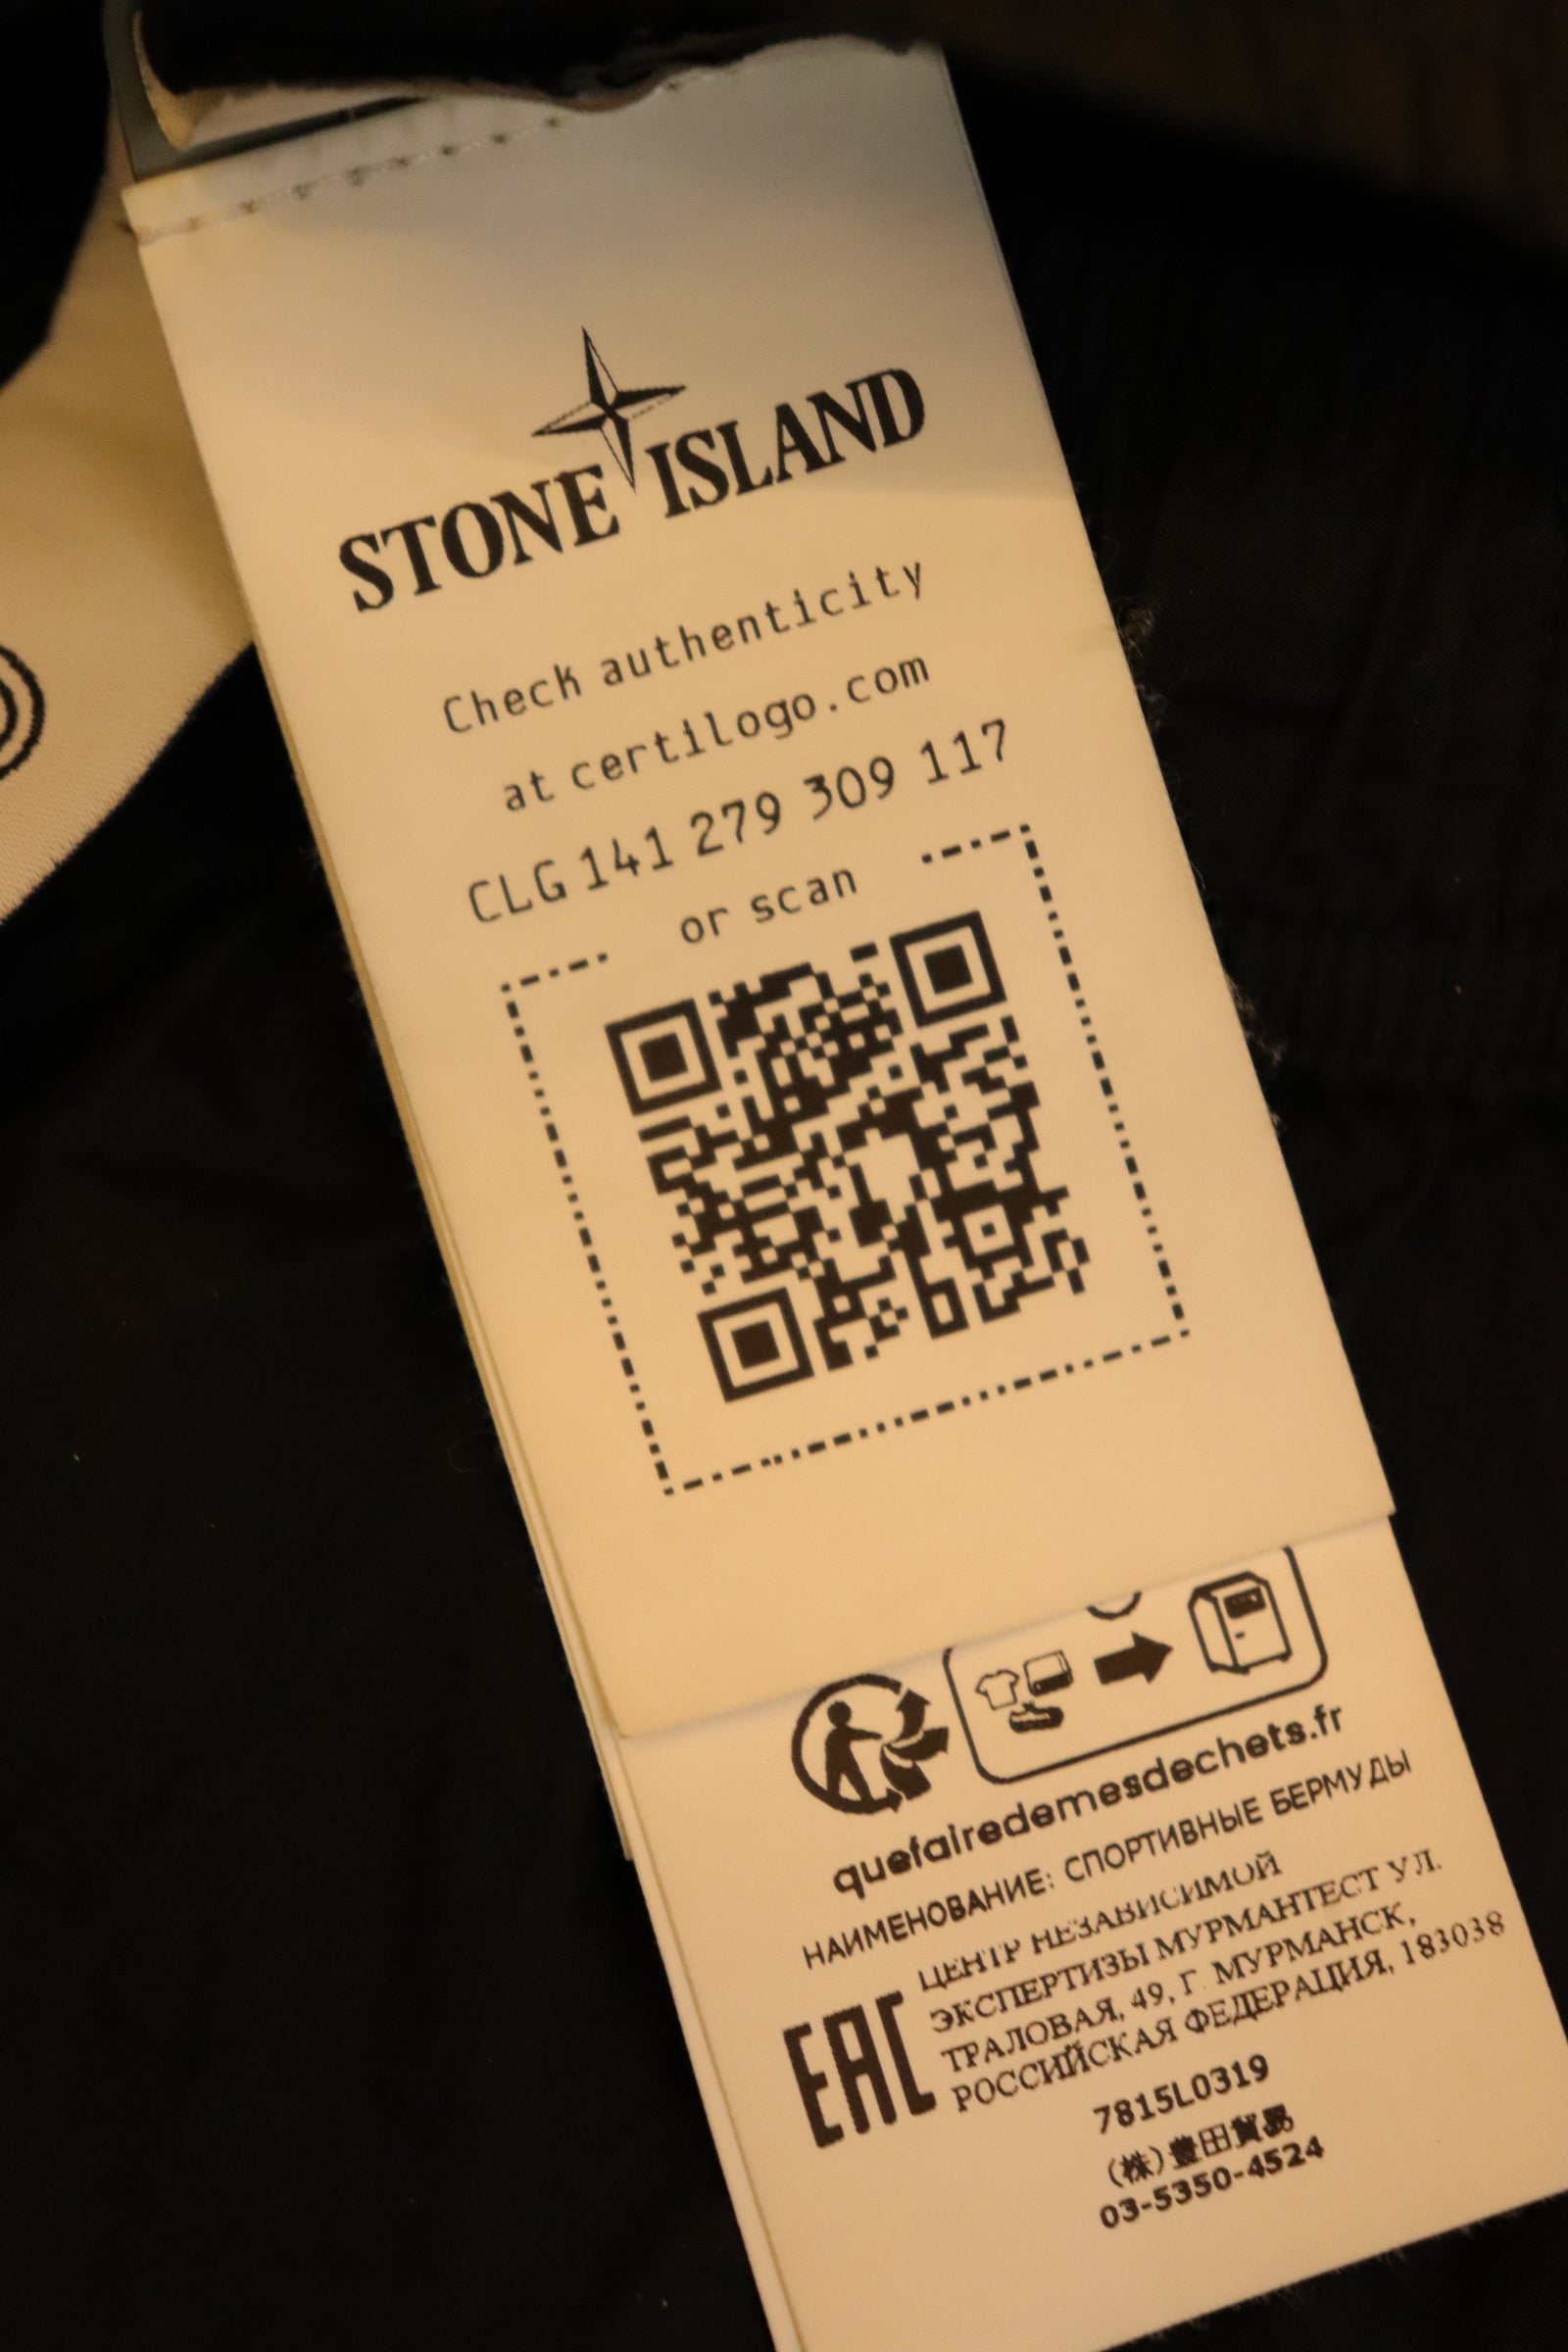 STONE ISLAND
Check authenticity
at certilogo.com
CLG 141 279 309 117
or scan
quefairedemesdechets.fr
НАИМЕНОВАНИЕ: СПОРТИВНЫЕ БЕРМУДЫ
ЦЕНТР НЕЗАВИСИМОЙ
ЭКСПЕРТИЗЫ МУРМАНТЕСТ УЛ.
ТРАЛОВАЯ, 49, Г. МУРМАНСК,
РОССИЙСКАЯ ФЕДЕРАЦИЯ, 183038
EAC
7815L0319
(株)豊田貿易
03-5350-4524